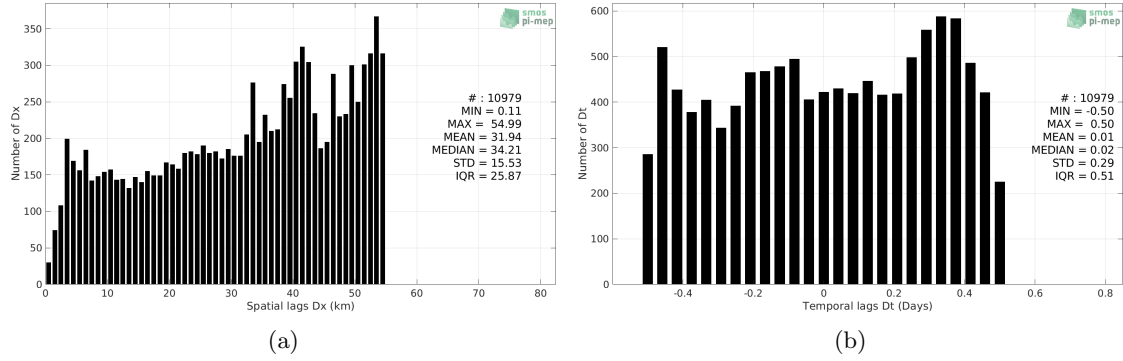 smos
pi-mep
350
300
250
200
150
100
50
0
Number of Dx
# : 10979
MIN = 0.11
MAX = 54.99
MEAN = 31.94
MEDIAN = 34.21
STD = 15.53
IQR = 25.87
0 10 20 30 40 50 60 70 80
Spatial lags Dx (km)
(a)
smos
pi-mep
600
500
400
300
200
100
0
Number of Dt
# : 10979
MIN = -0.50
MAX = 0.50
MEAN = 0.01
MEDIAN = 0.02
STD = 0.29
IQR = 0.51
-0.4 -0.2 0 0.2 0.4 0.6 0.8
Temporal lags Dt (Days)
(b)